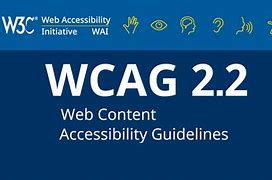 W3C® Web Accessibility
Initiative WAI
WCAG 2.2
Web Content
Accessibility Guidelines